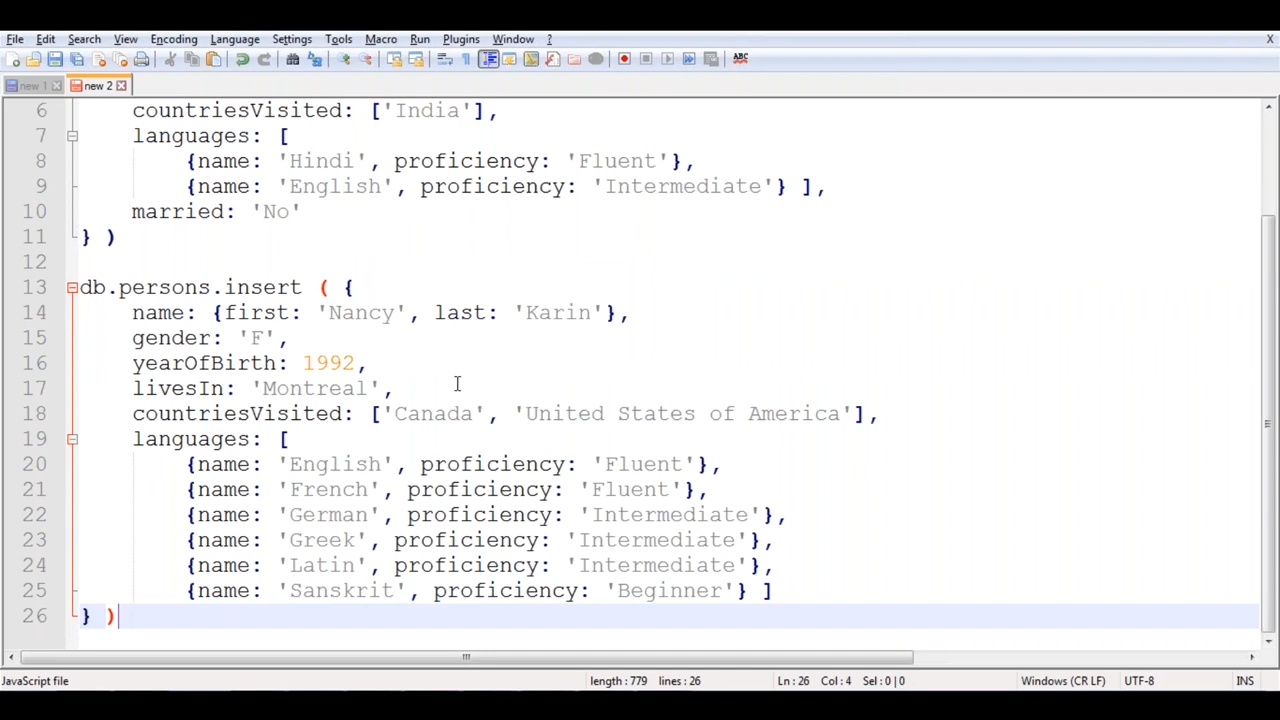 File Edit Search View Encoding Language Settings Tools Macro Run Plugins Window ? X
ABC
new 1 new 2
6 countriesVisited: ['India'],
7 languages: [
8 {name: 'Hindi', proficiency: 'Fluent'},
9 {name: 'English', proficiency: 'Intermediate'} ],
10 married: 'No'
11 } )
12
13 db.persons.insert ( {
14 name: {first: 'Nancy', last: 'Karin'},
15 gender: 'F',
16 yearOfBirth: 1992,
17 livesIn: 'Montreal',
18 countriesVisited: ['Canada', 'United States of America'],
19 languages: [
20 {name: 'English', proficiency: 'Fluent'},
21 {name: 'French', proficiency: 'Fluent'},
22 {name: 'German', proficiency: 'Intermediate'},
23 {name: 'Greek', proficiency: 'Intermediate'},
24 {name: 'Latin', proficiency: 'Intermediate'},
25 {name: 'Sanskrit', proficiency: 'Beginner'} ]
26 } )
JavaScript file length : 779 lines : 26 Ln : 26 Col : 4 Sel : 0 | 0 Windows (CR LF) UTF-8 INS